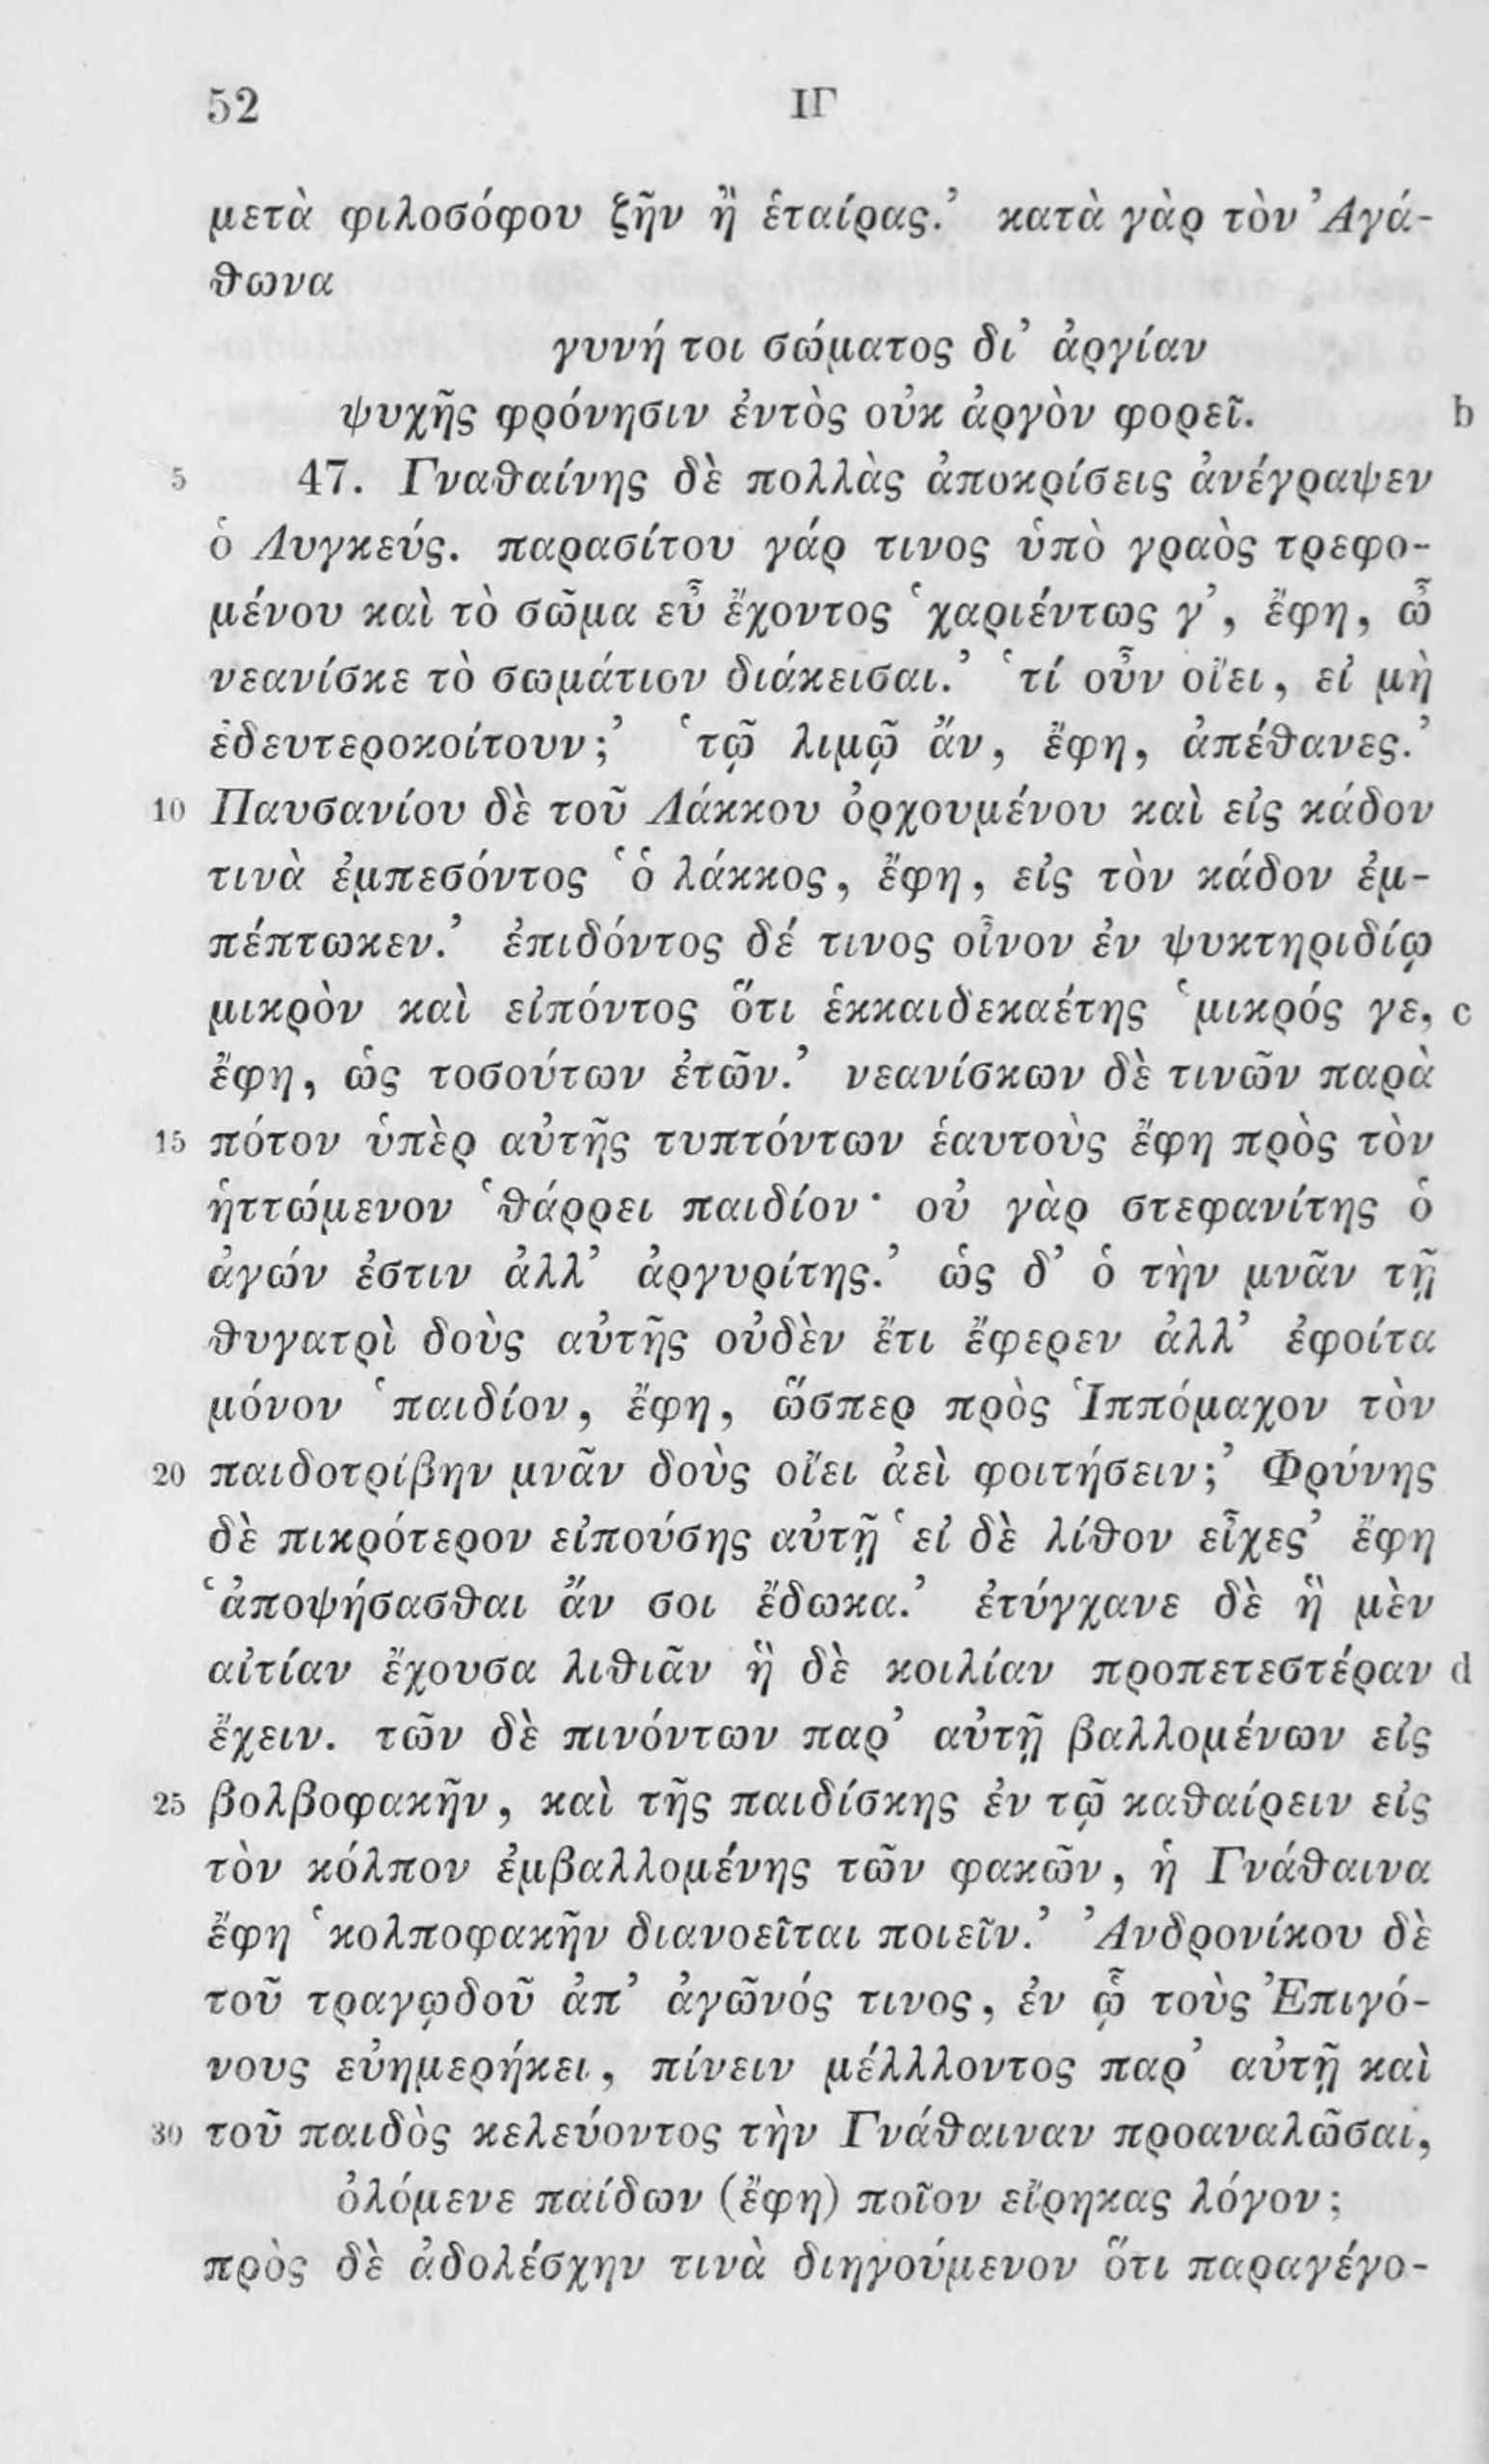 52 ΙΓ
μετὰ φιλοσόφου ζῆν ἢ ἑταίρας.’ κατὰ γὰρ τὸν Ἀγά-
θωνα
γυνή τοι σώματος δι’ ἀργίαν
ψυχῆς φρόνησιν ἐντὸς οὐκ ἀργὸν φορεῖ. b
5 47. Γναθαίνης δὲ πολλὰς ἀποκρίσεις ἀνέγραψεν
ὁ Λυγκεύς. παρασίτου γάρ τινος ὑπὸ γραὸς τρεφο-
μένου καὶ τὸ σῶμα εὖ ἔχοντος ‘χαριέντως γ’, ἔφη, ὦ
νεανίσκε τὸ σωμάτιον διάκεισαι.’ ‘τί οὖν οἴει, εἰ μὴ
ἐδευτεροκοίτουν;’ ‘τῷ λιμῷ ἄν, ἔφη, ἀπέθανες.’
10 Παυσανίου δὲ τοῦ Λάκκου ὀρχουμένου καὶ εἰς κάδον
τινὰ ἐμπεσόντος ‘ὁ λάκκος, ἔφη, εἰς τὸν κάδον ἐμ-
πέπτωκεν.’ ἐπιδόντος δέ τινος οἶνον ἐν ψυκτηριδίῳ
μικρὸν καὶ εἰπόντος ὅτι ἑκκαιδεκαέτης ‘μικρός γε, c
ἔφη, ὡς τοσούτων ἐτῶν.’ νεανίσκων δὲ τινῶν παρὰ
15 πότον ὑπὲρ αὐτῆς τυπτόντων ἑαυτοὺς ἔφη πρὸς τὸν
ἡττώμενον ‘θάρρει παιδίον· οὐ γὰρ στεφανίτης ὁ
ἀγών ἐστιν ἀλλ’ ἀργυρίτης.’ ὡς δ’ ὁ τὴν μνᾶν τῇ
θυγατρὶ δοὺς αὐτῆς οὐδὲν ἔτι ἔφερεν ἀλλ’ ἐφοίτα
μόνον ‘παιδίον, ἔφη, ὥσπερ πρὸς Ἱππόμαχον τὸν
20 παιδοτρίβην μνᾶν δοὺς οἴει ἀεὶ φοιτήσειν;’ Φρύνης
δὲ πικρότερον εἰπούσης αὐτῇ ‘εἰ δὲ λίθον εἶχες’ ἔφη
‘ἀποψήσασθαι ἄν σοι ἔδωκα.’ ἐτύγχανε δὲ ἣ μὲν
αἰτίαν ἔχουσα λιθιᾶν ἣ δὲ κοιλίαν προπετεστέραν d
ἔχειν. τῶν δὲ πινόντων παρ’ αὐτῇ βαλλομένων εἰς
25 βολβοφακῆν, καὶ τῆς παιδίσκης ἐν τῷ καθαίρειν εἰς
τὸν κόλπον ἐμβαλλομένης τῶν φακῶν, ἡ Γνάθαινα
ἔφη ‘κολποφακῆν διανοεῖται ποιεῖν.’ Ἀνδρονίκου δὲ
τοῦ τραγῳδοῦ ἀπ’ ἀγῶνός τινος, ἐν ᾧ τοὺς Ἐπιγό-
νους εὐημερήκει, πίνειν μέλλλοντος παρ’ αὐτῇ καὶ
30 τοῦ παιδὸς κελεύοντος τὴν Γνάθαιναν προαναλῶσαι,
ὀλόμενε παίδων (ἔφη) ποῖον εἴρηκας λόγον;
πρὸς δὲ ἀδολέσχην τινὰ διηγούμενον ὅτι παραγέγο-